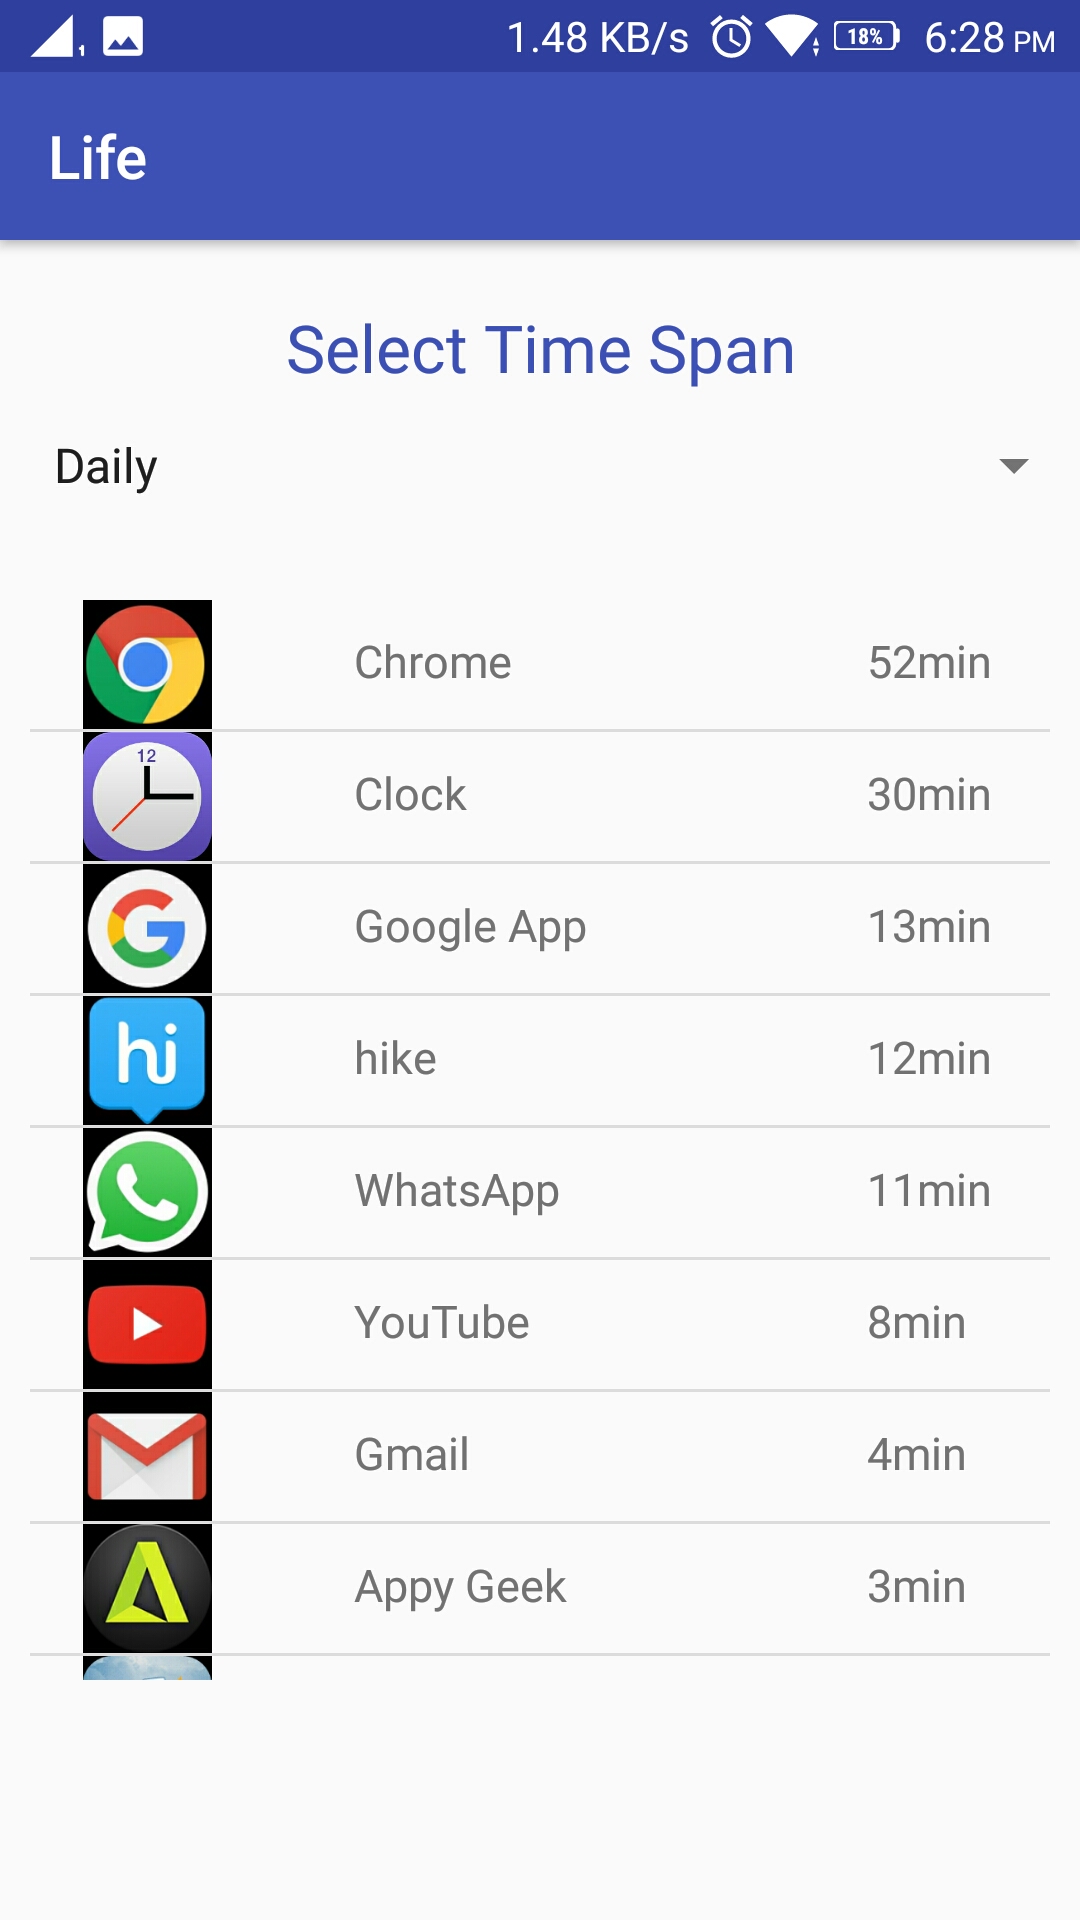 1 1.48 KB/s 18% 6:28 PM
Life
Select Time Span
Daily
Chrome 52min
12
Clock 30min
G Google App 13min
hi hike 12min
WhatsApp 11min
YouTube 8min
Gmail 4min
Appy Geek 3min